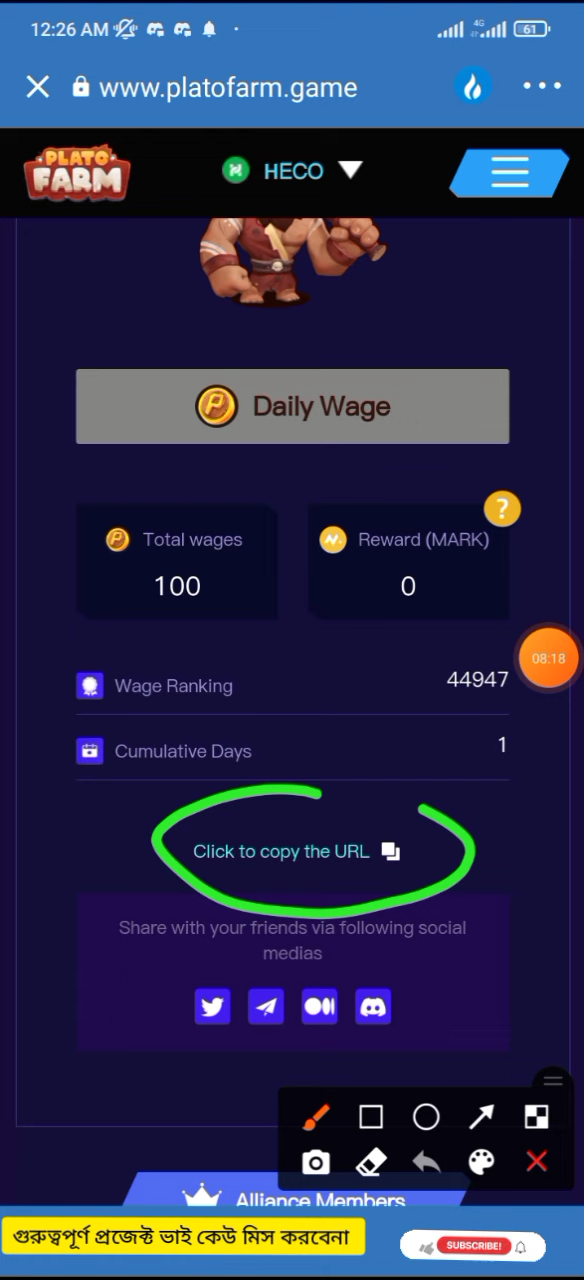 12:26 AM
4G
61
www.platofarm.game
PLATO
FARM
HECO
Daily Wage
?
Total wages
Reward (MARK)
100
0
08:18
Wage Ranking
44947
Cumulative Days
1
Click to copy the URL
Share with your friends via following social
medias
Alliance Members
গুরুত্বপূর্ণ প্রজেক্ট ভাই কেউ মিস করবেনা
SUBSCRIBE!